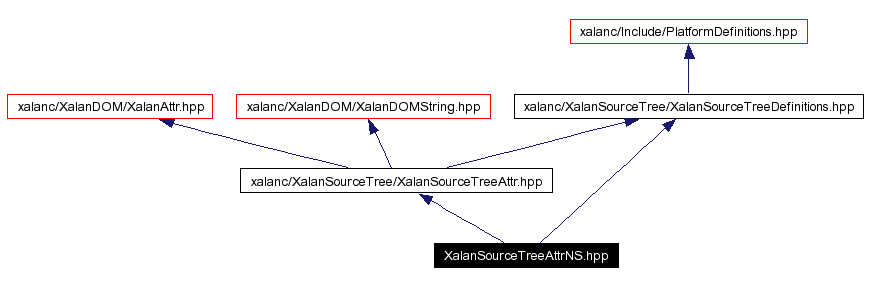 xalanc/Include/PlatformDefinitions.hpp
xalanc/XalanDOM/XalanAttr.hpp
xalanc/XalanDOM/XalanDOMString.hpp
xalanc/XalanSourceTree/XalanSourceTreeDefinitions.hpp
xalanc/XalanSourceTree/XalanSourceTreeAttr.hpp
XalanSourceTreeAttrNS.hpp